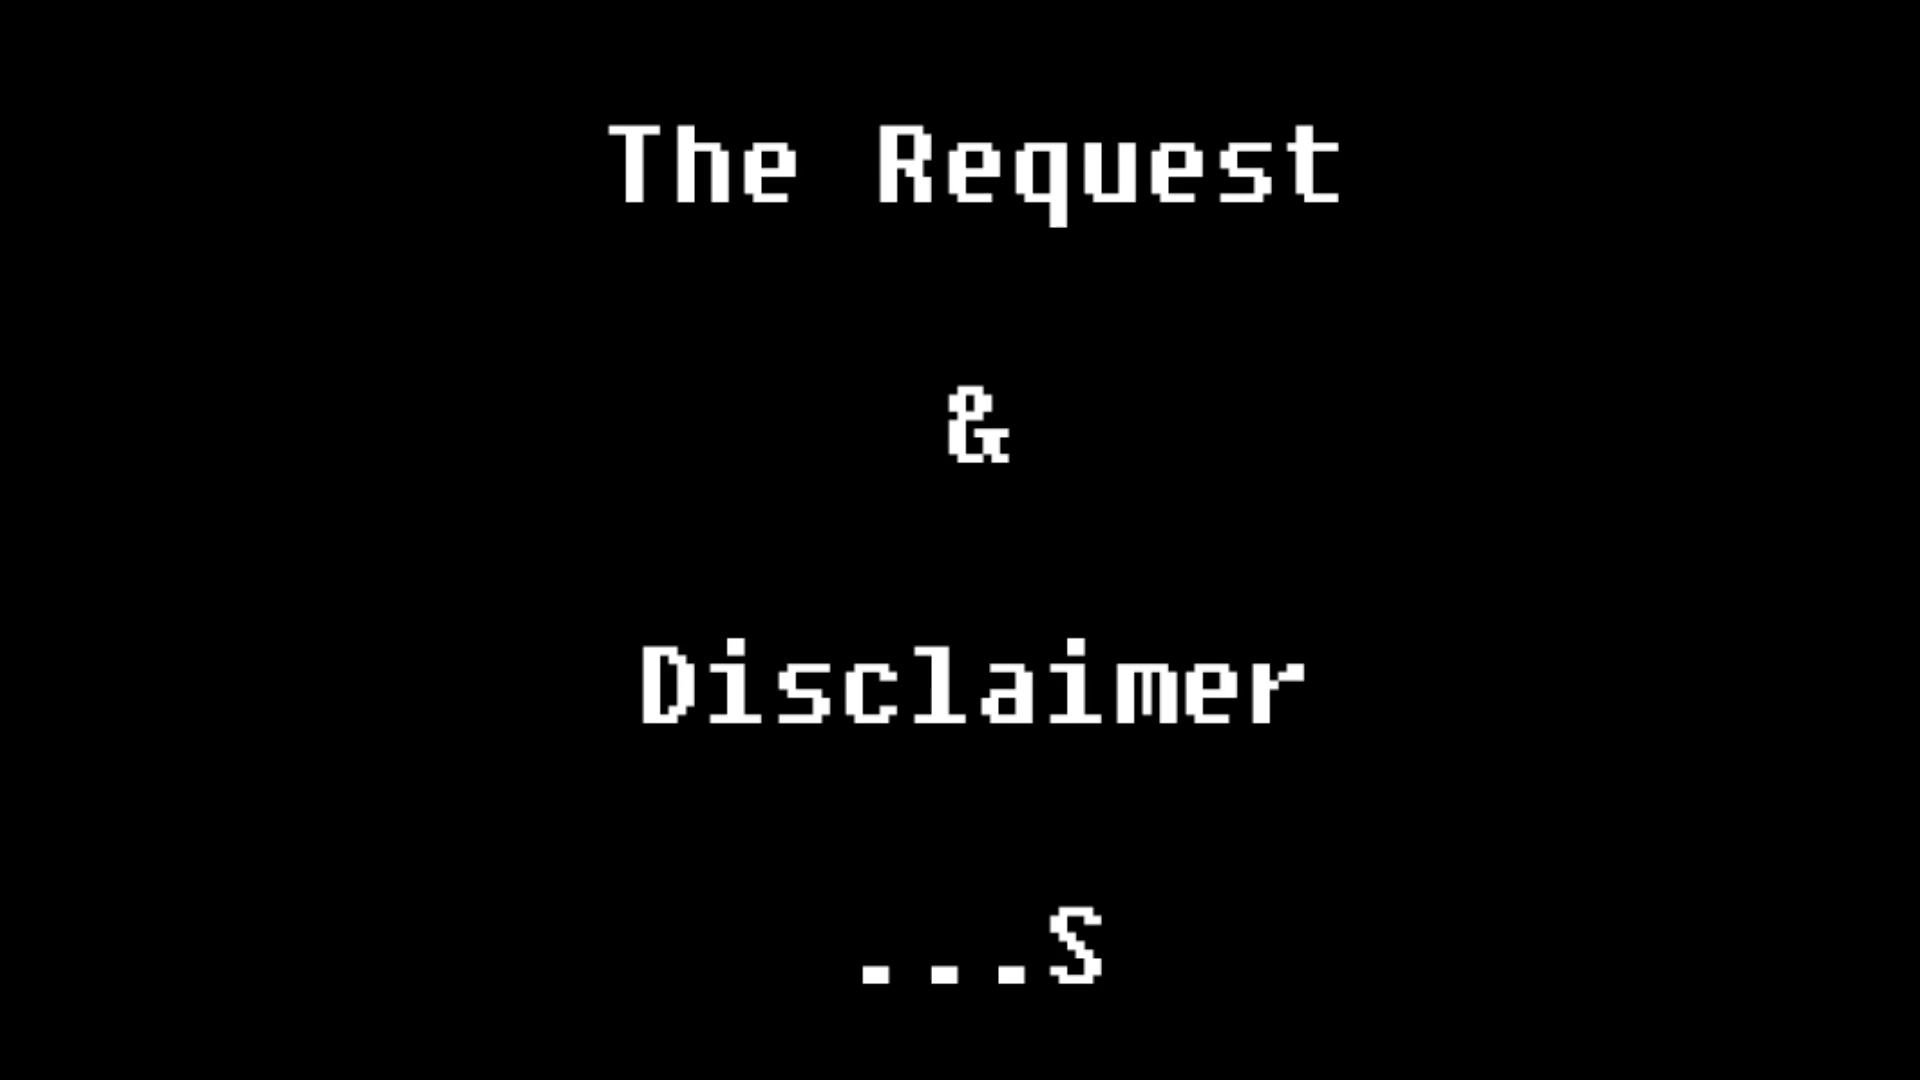 The Request
&
Disclaimer
...S